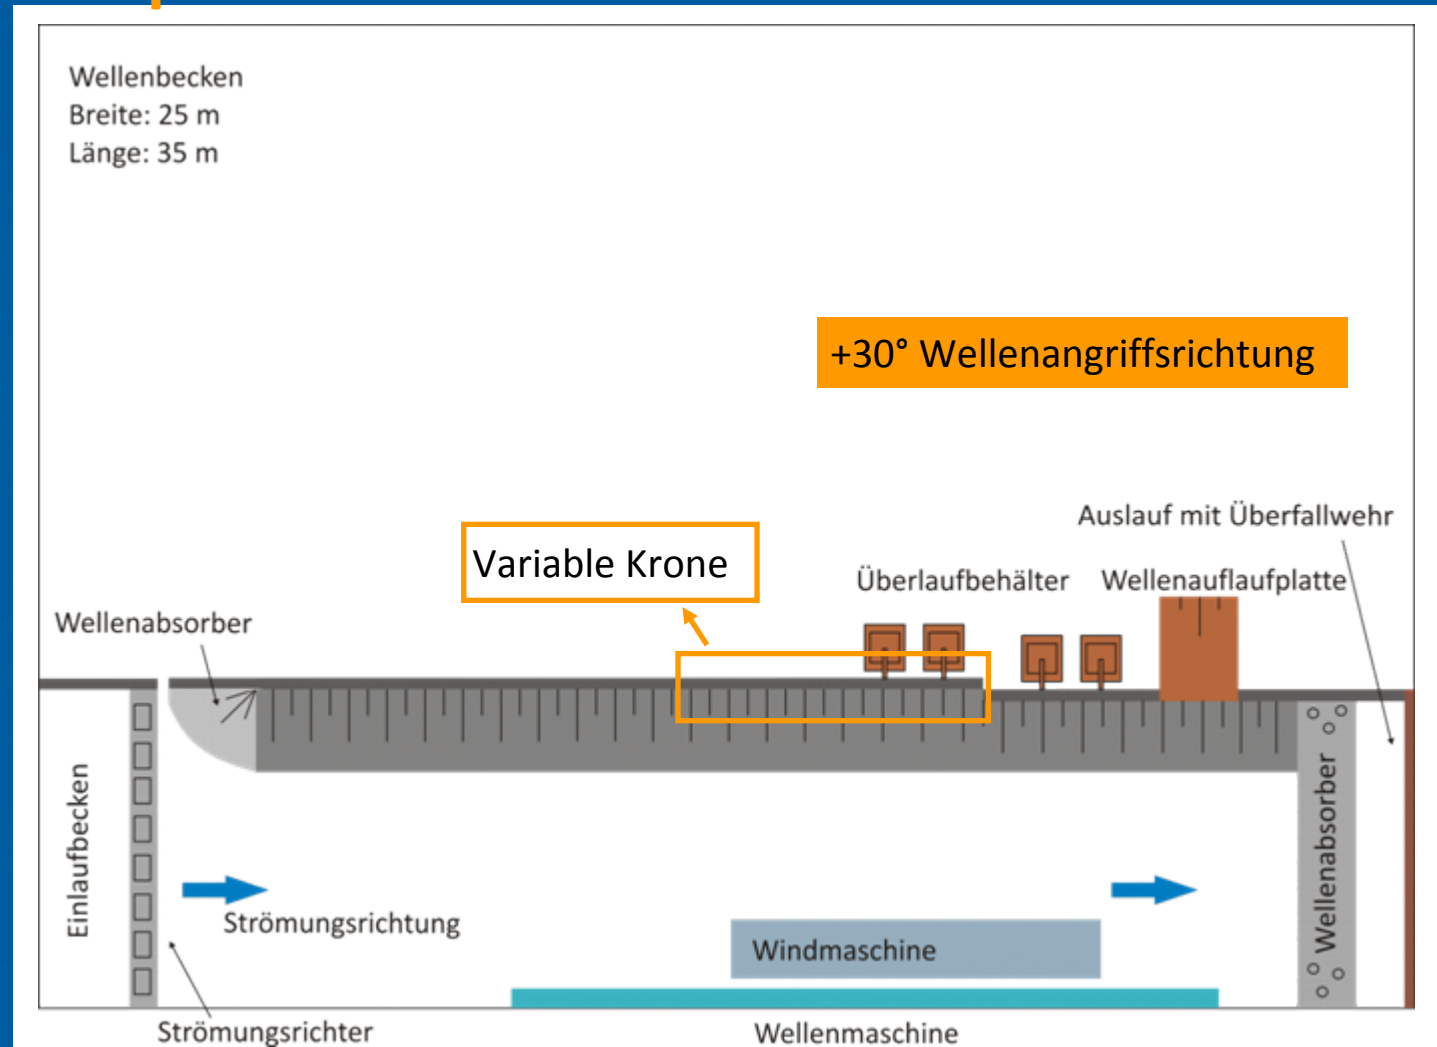 Wellenbecken
Breite: 25 m
Länge: 35 m
+30° Wellenangriffsrichtung
Auslauf mit Überfallwehr
Variable Krone
Überlaufbehälter
Wellenauflaufplatte
Wellenabsorber
Einlaufbecken
Wellenabsorber
Strömungsrichtung
Windmaschine
Strömungsrichter
Wellenmaschine